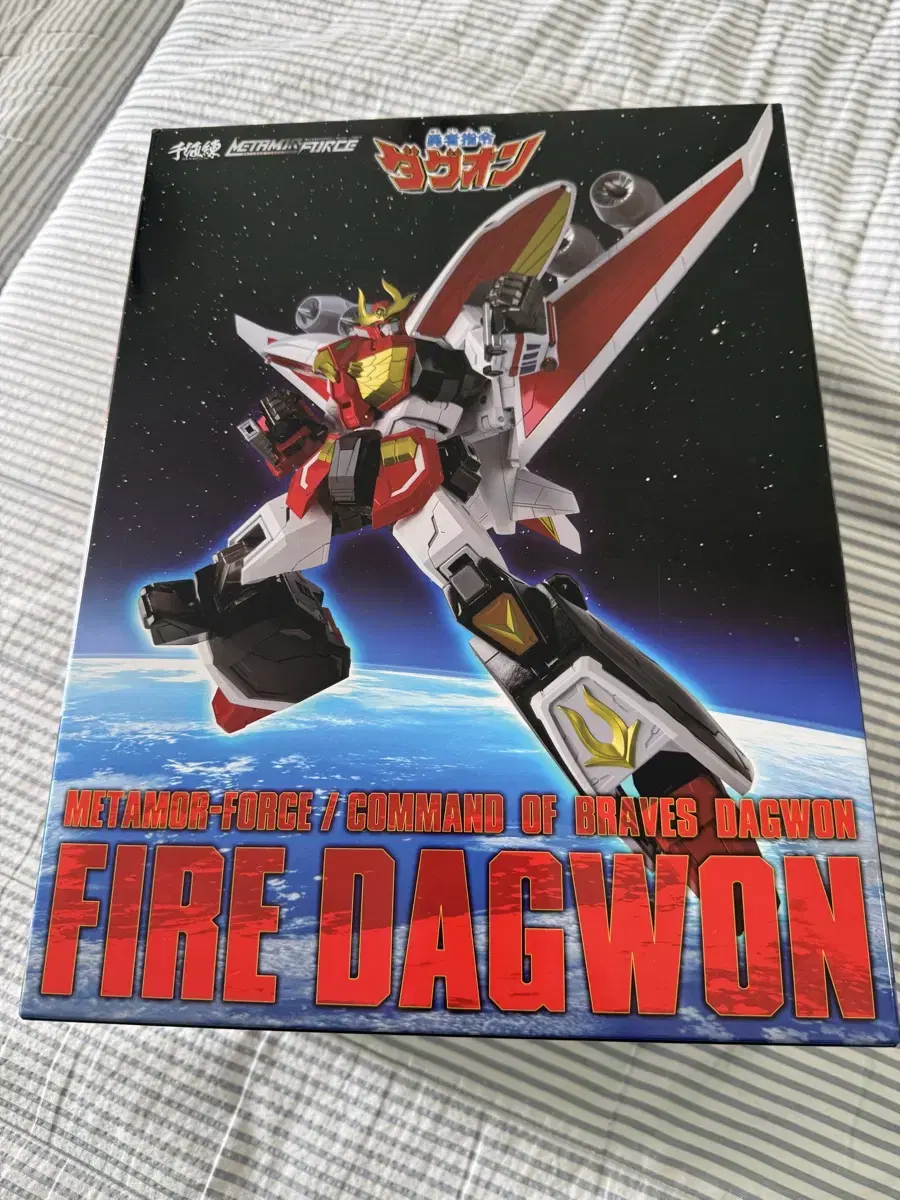 千値練 METAMOR-FORCE
勇者指令
ダグオン
METAMOR-FORCE / COMMAND OF BRAVES DAGWON
FIRE DAGWON